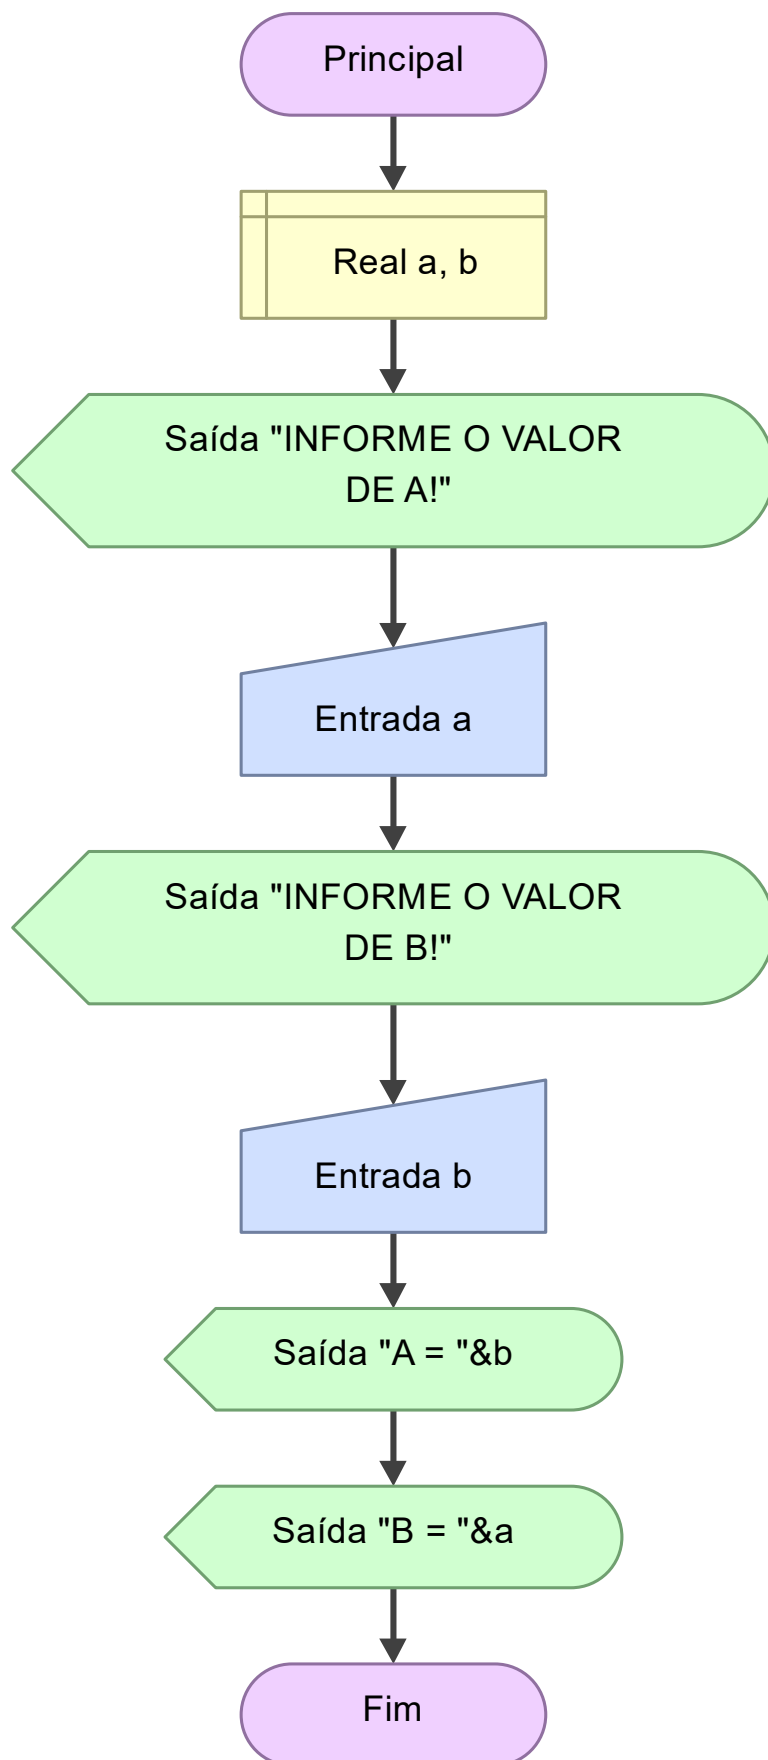 Principal
Real a, b
Saída "INFORME O VALOR
DE A!"
Entrada a
Saída "INFORME O VALOR
DE B!"
Entrada b
Saída "A = "&b
Saída "B = "&a
Fim